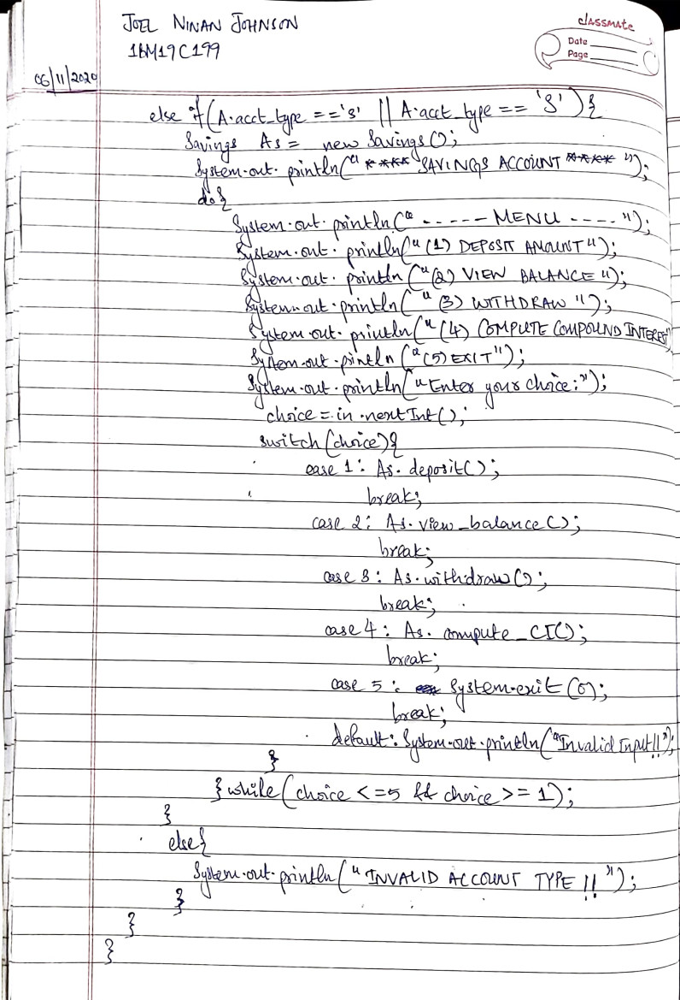 JOEL NINAN JOHNSON
1BM19CS199
classmate
Date
Page
06/11/2020
else if(A.acct_type == 's' || A.acct_type == 'S'){
Savings As = new Savings();
System.out.println("**** SAVINGS ACCOUNT ****");
do{
System.out.println("-----MENU----");
System.out.println("(1) DEPOSIT AMOUNT");
System.out.println("(2) VIEW BALANCE");
System.out.println("(3) WITHDRAW");
System.out.println("(4) COMPUTE COMPOUND INTEREST")
System.out.println("(5) EXIT");
System.out.println("Enter your choice:");
choice = in.nextInt();
switch(choice){
case 1: As.deposit();
break;
case 2: As.view_balance();
break;
case 3: As.withdraw();
break;
case 4: As.compute_CI();
break;
case 5: System.exit(0);
break;
default: System.out.println("Invalid Input!!");
}
}while(choice <=5 && choice >= 1);
}
else{
System.out.println("INVALID ACCOUNT TYPE!!");
}
}
}